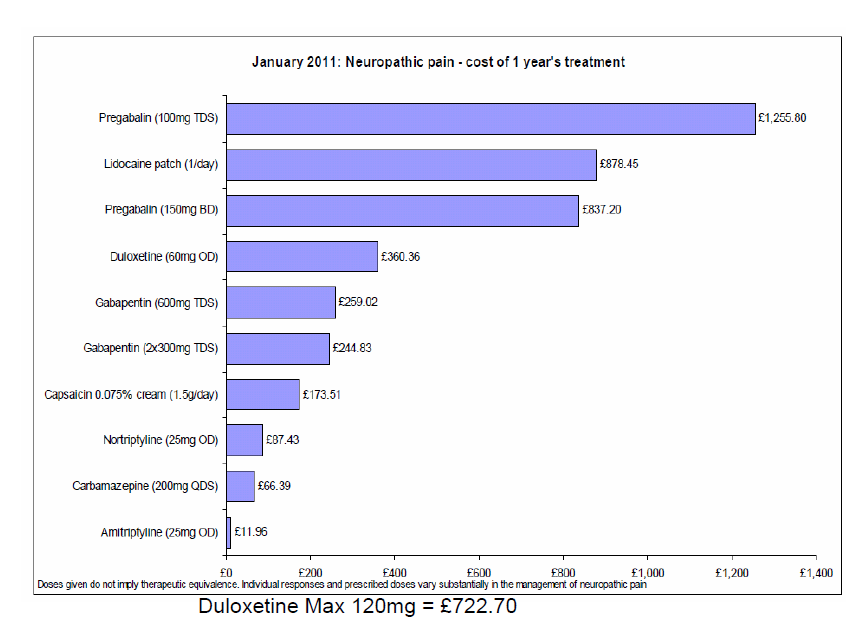 January 2011: Neuropathic pain - cost of 1 year's treatment
Pregabalin (100mg TDS)
£1,255.80
Lidocaine patch (1/day)
£878.45
Pregabalin (150mg BD)
£837.20
Duloxetine (60mg OD)
£360.36
Gabapentin (600mg TDS)
£259.02
Gabapentin (2x300mg TDS)
£244.83
Capsaicin 0.075% cream (1.5g/day)
£173.51
Nortriptyline (25mg OD)
£87.43
Carbamazepine (200mg QDS)
£66.39
Amitriptyline (25mg OD)
£11.96
£0 £200 £400 £600 £800 £1,000 £1,200 £1,400
Doses given do not imply therapeutic equivalence. Individual responses and prescribed doses vary substantially in the management of neuropathic pain
Duloxetine Max 120mg = £722.70